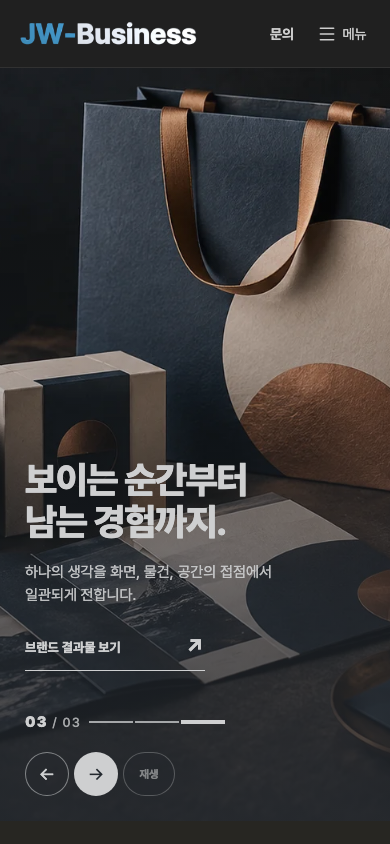 JW-Business
문의
메뉴
보이는 순간부터
남는 경험까지.
하나의 생각을 화면, 물건, 공간의 접점에서
일관되게 전합니다.
브랜드 결과물 보기
03 / 03
재생